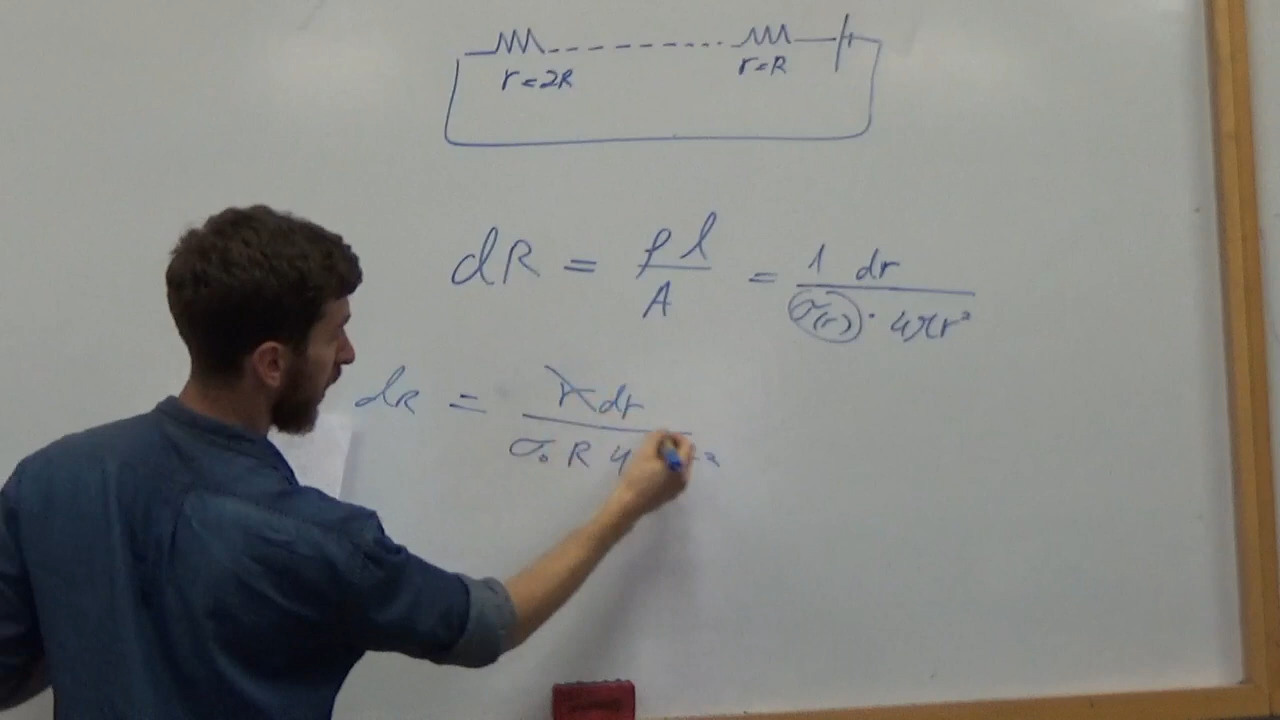 r=2R r=R
dR = ρl/A = 1 dr/σ(r) · 4πr²
dR = r dr/σ₀ R 4